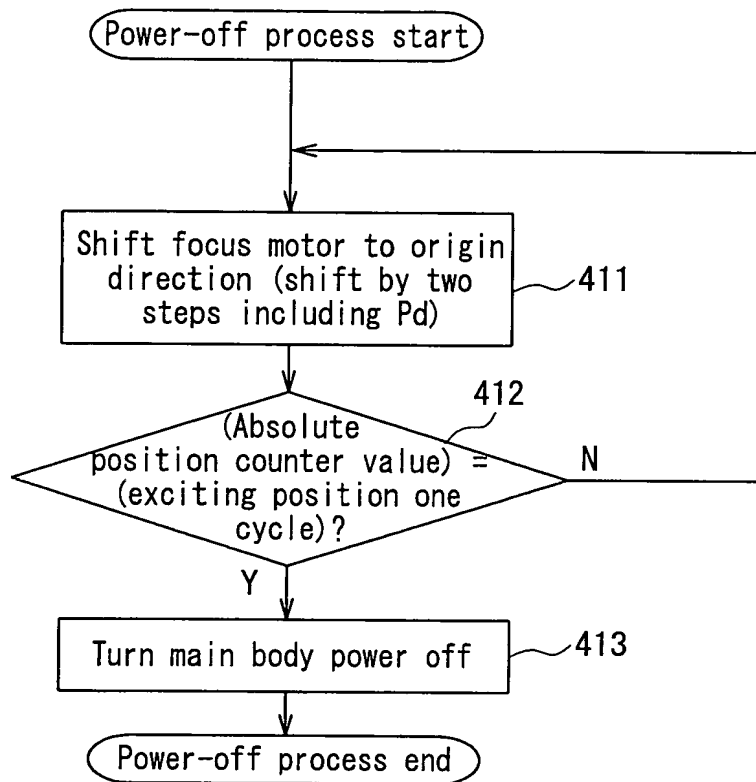 Power-off process start
Shift focus motor to origin
direction (shift by two
steps including Pd)
411
412
(Absolute
position counter value) =
(exciting position one
cycle)?
N
Y
Turn main body power off
413
Power-off process end